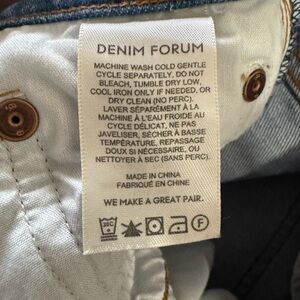 DENIM FORUM
MACHINE WASH COLD GENTLE
CYCLE SEPARATELY, DO NOT
BLEACH, TUMBLE DRY LOW,
COOL IRON ONLY IF NEEDED, OR
DRY CLEAN (NO PERC).
LAVER SÉPARÉMENT À LA
MACHINE À L'EAU FROIDE AU
CYCLE DÉLICAT, NE PAS
JAVELISER, SÉCHER À BASSE
TEMPÉRATURE, REPASSAGE
DOUX SI NÉCESSAIRE, OU
NETTOYER À SEC (SANS PERC).
MADE IN CHINA
FABRIQUÉ EN CHINE
WE MAKE A GREAT PAIR.
30C
F